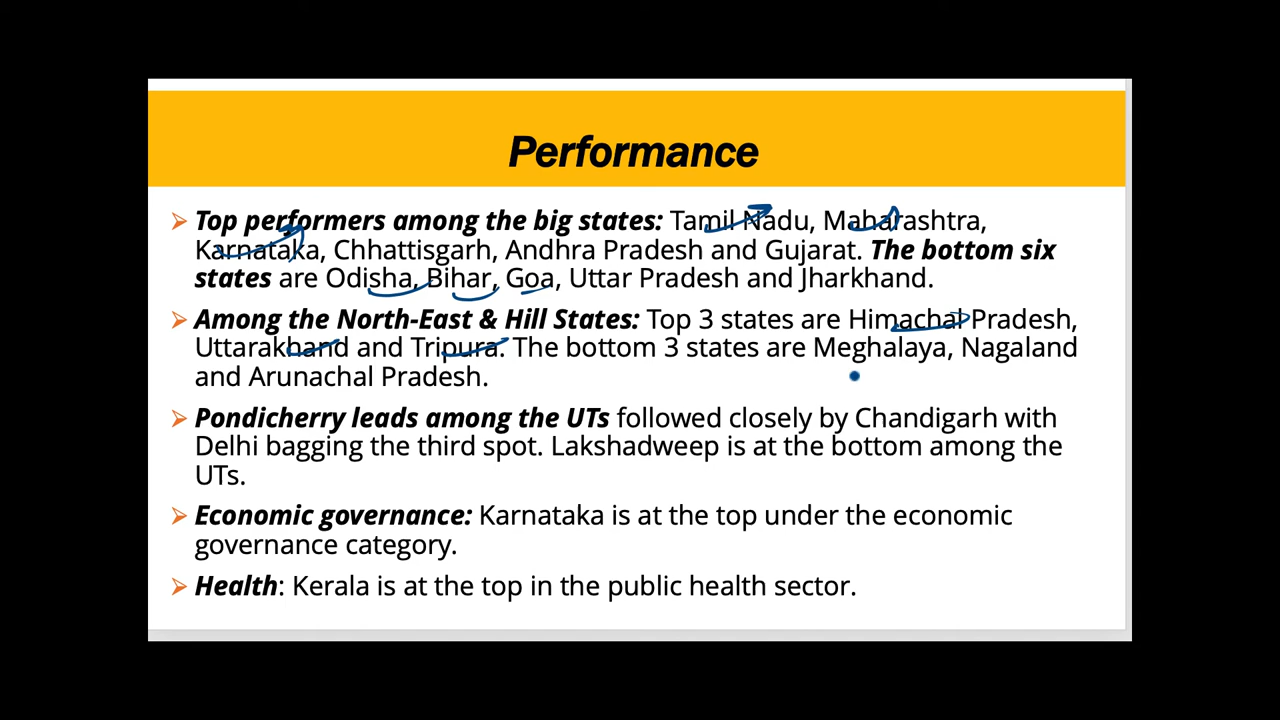 Performance
➢ Top performers among the big states: Tamil Nadu, Maharashtra,
Karnataka, Chhattisgarh, Andhra Pradesh and Gujarat. The bottom six
states are Odisha, Bihar, Goa, Uttar Pradesh and Jharkhand.
➢ Among the North-East & Hill States: Top 3 states are Himachal Pradesh,
Uttarakhand and Tripura. The bottom 3 states are Meghalaya, Nagaland
and Arunachal Pradesh.
➢ Pondicherry leads among the UTs followed closely by Chandigarh with
Delhi bagging the third spot. Lakshadweep is at the bottom among the
UTs.
➢ Economic governance: Karnataka is at the top under the economic
governance category.
➢ Health: Kerala is at the top in the public health sector.